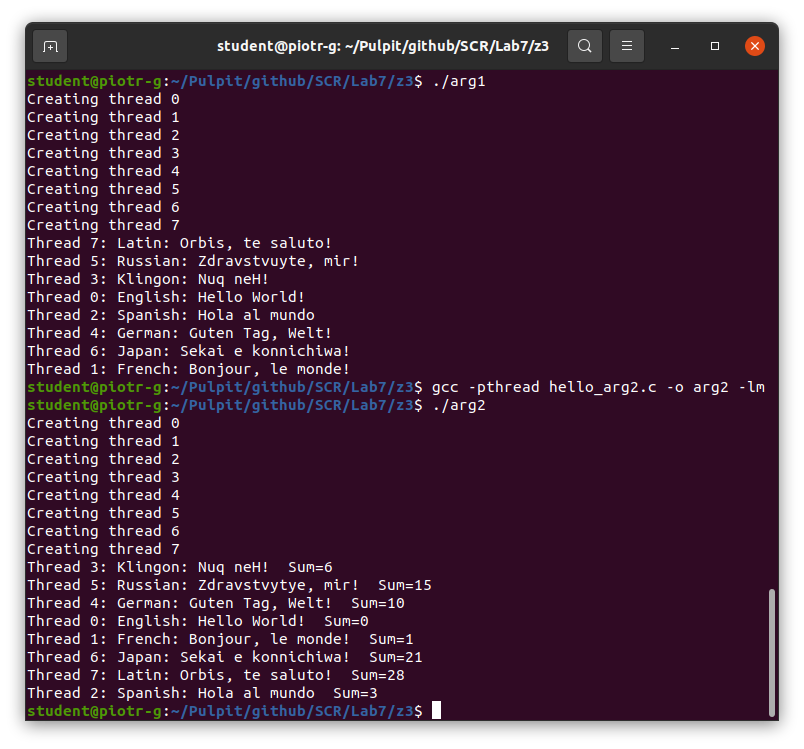 student@piotr-g: ~/Pulpit/github/SCR/Lab7/z3
student@piotr-g:~/Pulpit/github/SCR/Lab7/z3$ ./arg1
Creating thread 0
Creating thread 1
Creating thread 2
Creating thread 3
Creating thread 4
Creating thread 5
Creating thread 6
Creating thread 7
Thread 7: Latin: Orbis, te saluto!
Thread 5: Russian: Zdravstvuyte, mir!
Thread 3: Klingon: Nuq neH!
Thread 0: English: Hello World!
Thread 2: Spanish: Hola al mundo
Thread 4: German: Guten Tag, Welt!
Thread 6: Japan: Sekai e konnichiwa!
Thread 1: French: Bonjour, le monde!
student@piotr-g:~/Pulpit/github/SCR/Lab7/z3$ gcc -pthread hello_arg2.c -o arg2 -lm
student@piotr-g:~/Pulpit/github/SCR/Lab7/z3$ ./arg2
Creating thread 0
Creating thread 1
Creating thread 2
Creating thread 3
Creating thread 4
Creating thread 5
Creating thread 6
Creating thread 7
Thread 3: Klingon: Nuq neH!  Sum=6
Thread 5: Russian: Zdravstvytye, mir!  Sum=15
Thread 4: German: Guten Tag, Welt!  Sum=10
Thread 0: English: Hello World!  Sum=0
Thread 1: French: Bonjour, le monde!  Sum=1
Thread 6: Japan: Sekai e konnichiwa!  Sum=21
Thread 7: Latin: Orbis, te saluto!  Sum=28
Thread 2: Spanish: Hola al mundo  Sum=3
student@piotr-g:~/Pulpit/github/SCR/Lab7/z3$